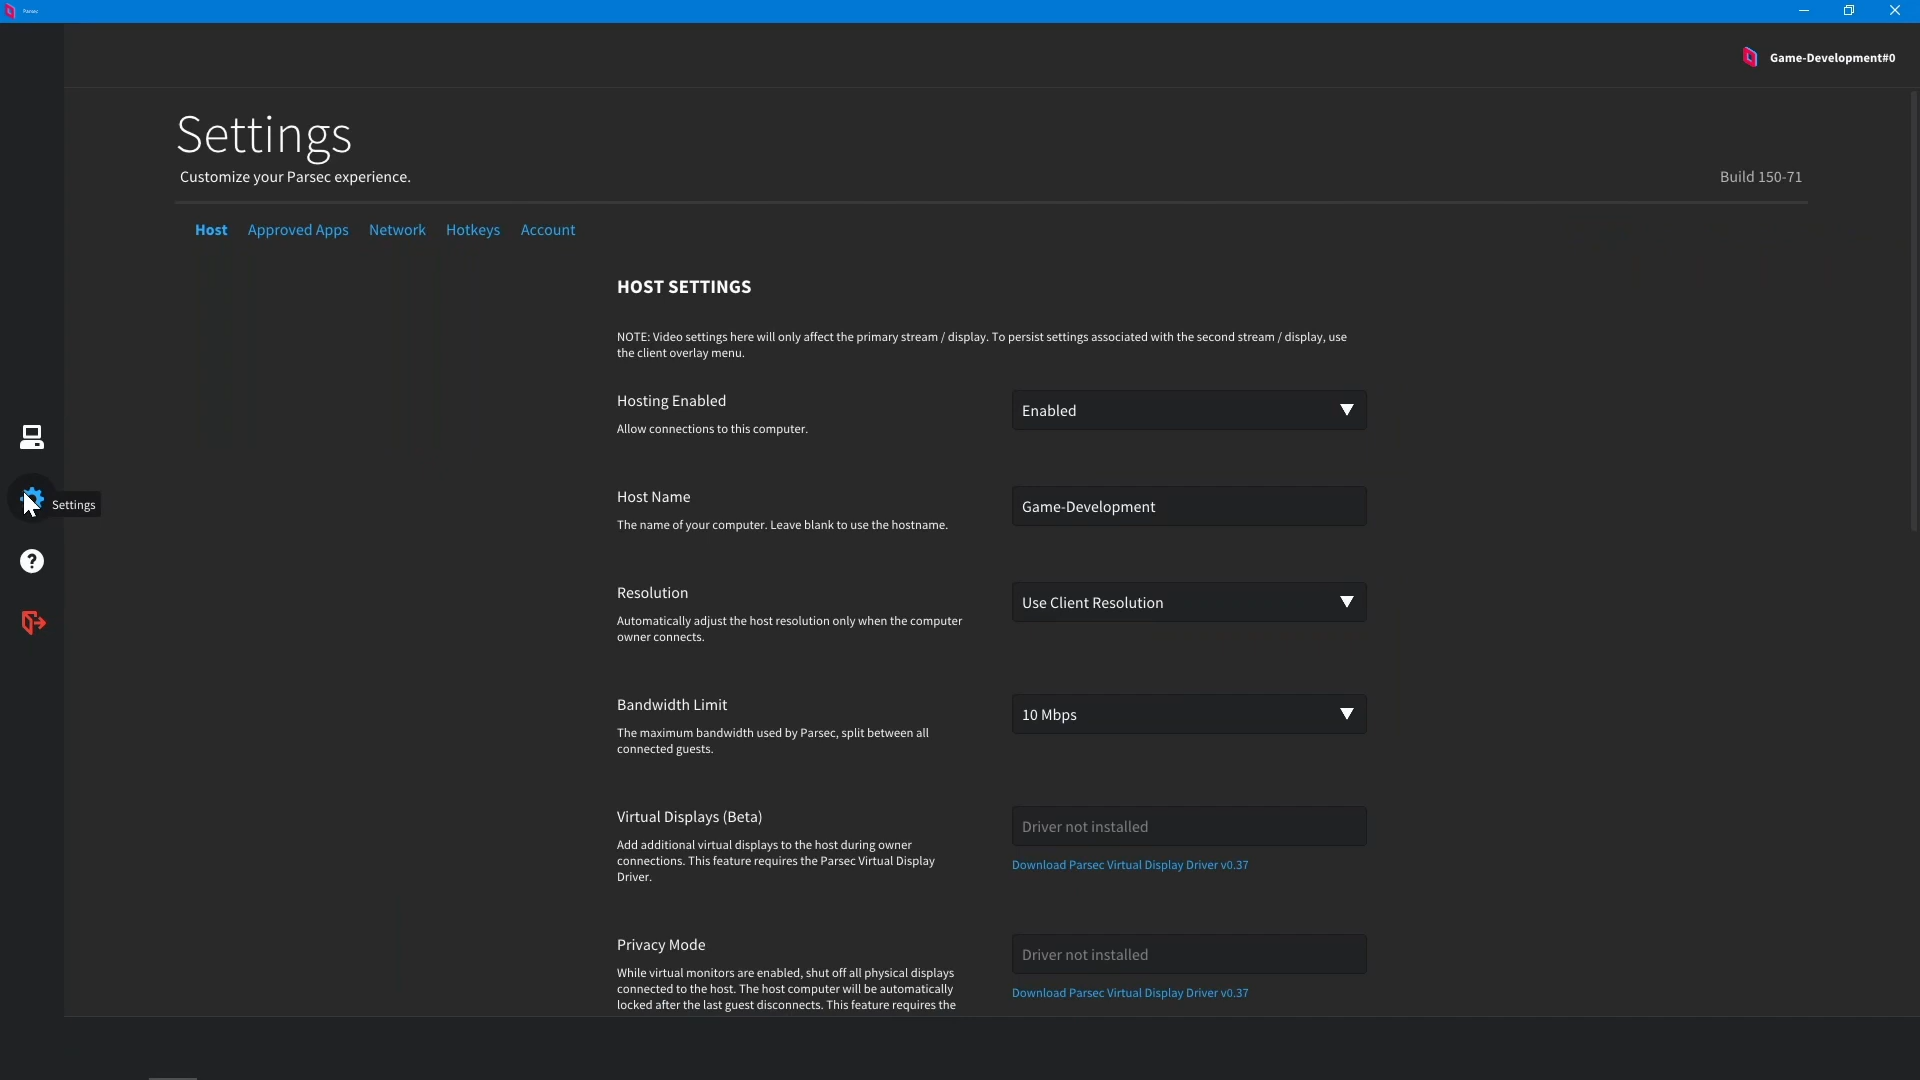 Parsec
Game-Development#0
Settings
Customize your Parsec experience.
Build 150-71
Host
Approved Apps
Network
Hotkeys
Account
HOST SETTINGS
NOTE: Video settings here will only affect the primary stream / display. To persist settings associated with the second stream / display, use
the client overlay menu.
Hosting Enabled
Enabled
Allow connections to this computer.
Host Name
Game-Development
The name of your computer. Leave blank to use the hostname.
Settings
?
Resolution
Use Client Resolution
Automatically adjust the host resolution only when the computer
owner connects.
Bandwidth Limit
10 Mbps
The maximum bandwidth used by Parsec, split between all
connected guests.
Virtual Displays (Beta)
Driver not installed
Add additional virtual displays to the host during owner
connections. This feature requires the Parsec Virtual Display
Driver.
Download Parsec Virtual Display Driver v0.37
Privacy Mode
Driver not installed
While virtual monitors are enabled, shut off all physical displays
connected to the host. The host computer will be automatically
locked after the last guest disconnects. This feature requires the
Download Parsec Virtual Display Driver v0.37